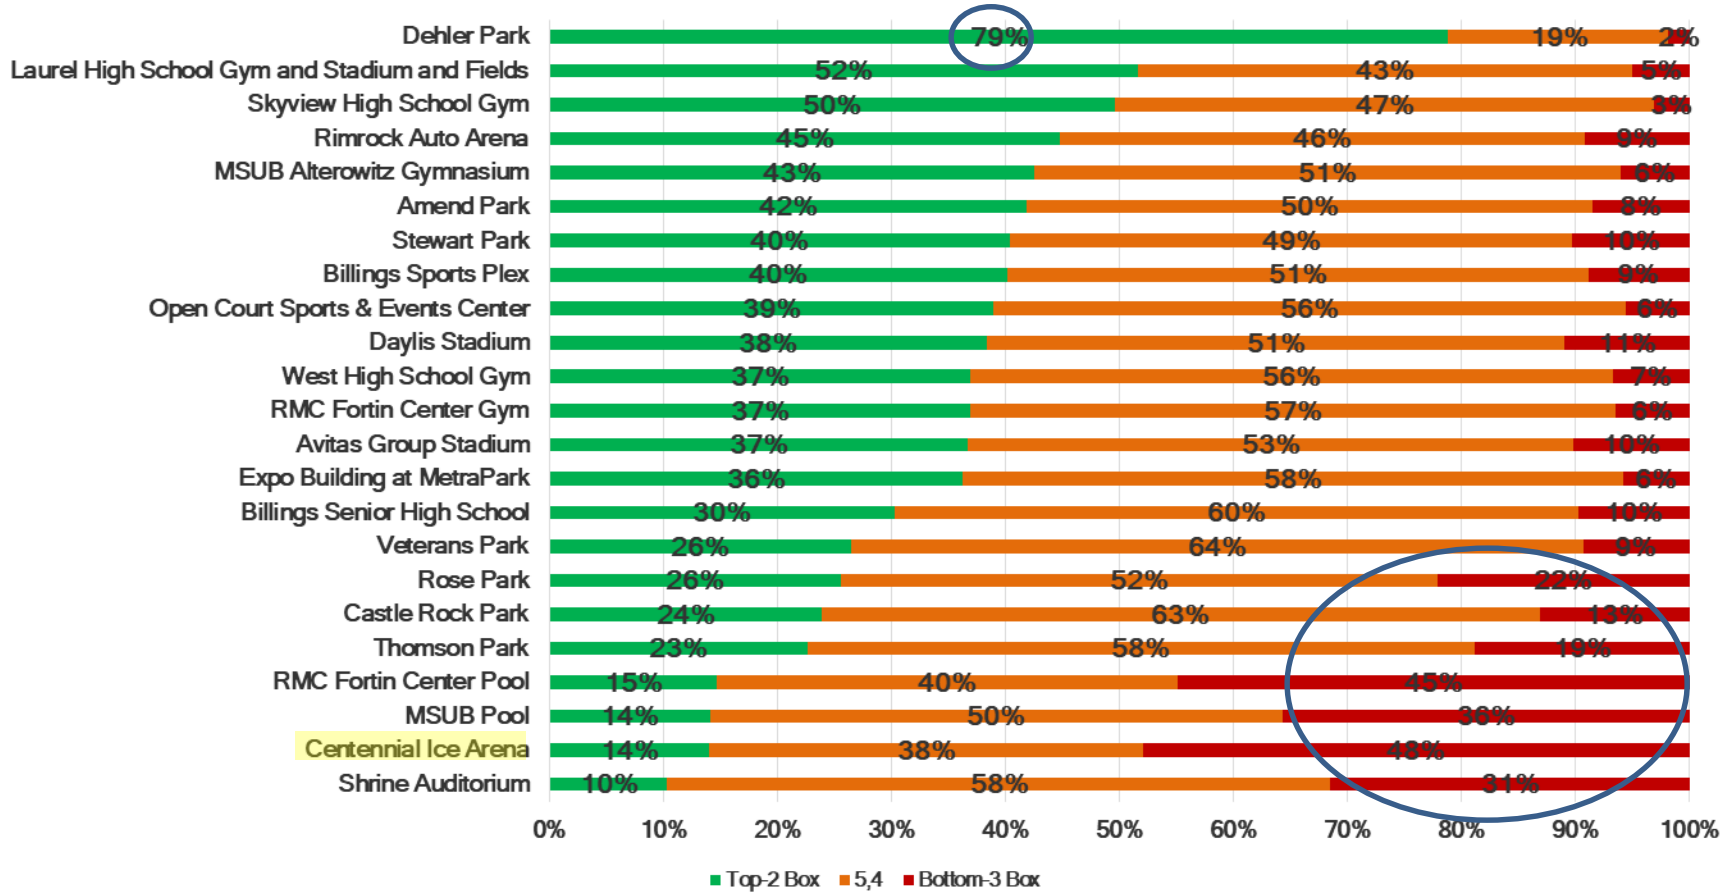 Dehler Park 79% 19% 2%
Laurel High School Gym and Stadium and Fields 52% 43% 5%
Skyview High School Gym 50% 47% 3%
Rimrock Auto Arena 45% 46% 9%
MSUB Alterowitz Gymnasium 43% 51% 6%
Amend Park 42% 50% 8%
Stewart Park 40% 49% 10%
Billings Sports Plex 40% 51% 9%
Open Court Sports & Events Center 39% 56% 6%
Daylis Stadium 38% 51% 11%
West High School Gym 37% 56% 7%
RMC Fortin Center Gym 37% 57% 6%
Avitas Group Stadium 37% 53% 10%
Expo Building at MetraPark 36% 58% 6%
Billings Senior High School 30% 60% 10%
Veterans Park 26% 64% 9%
Rose Park 26% 52% 22%
Castle Rock Park 24% 63% 13%
Thomson Park 23% 58% 19%
RMC Fortin Center Pool 15% 40% 45%
MSUB Pool 14% 50% 36%
Centennial Ice Arena 14% 38% 48%
Shrine Auditorium 10% 58% 31%
0% 10% 20% 30% 40% 50% 60% 70% 80% 90% 100%
Top-2 Box 5,4 Bottom-3 Box